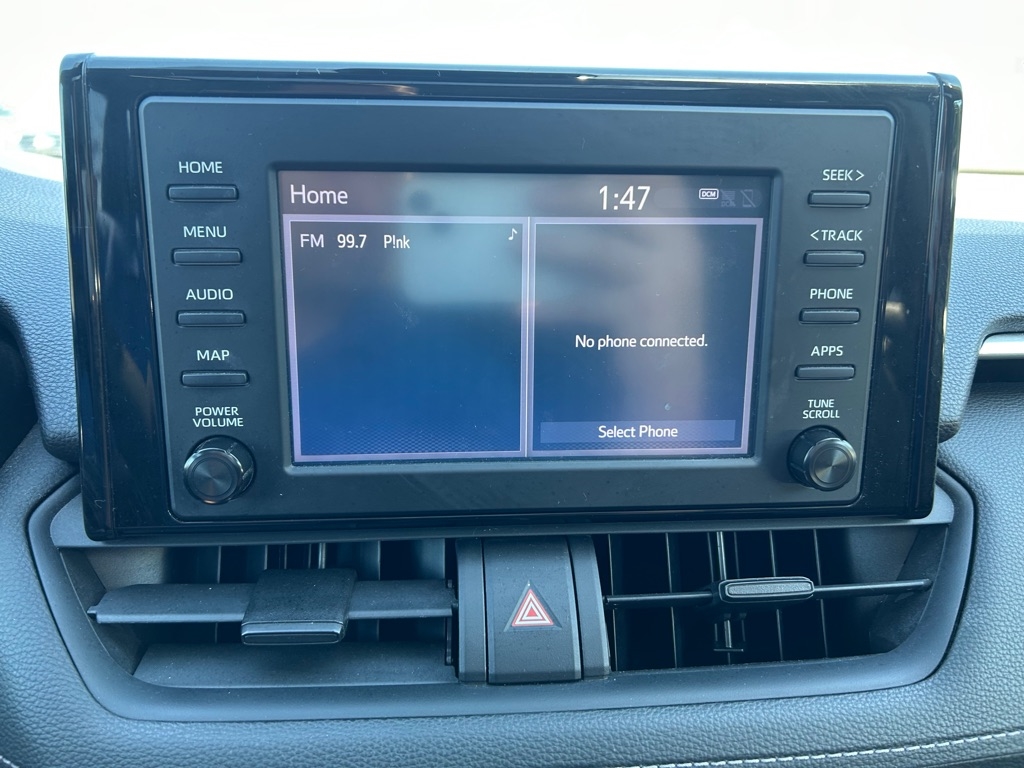 HOME
MENU
AUDIO
MAP
POWER
VOLUME
Home
1:47
DCM
FM 99.7 P!nk
No phone connected.
Select Phone
SEEK >
< TRACK
PHONE
APPS
TUNE
SCROLL